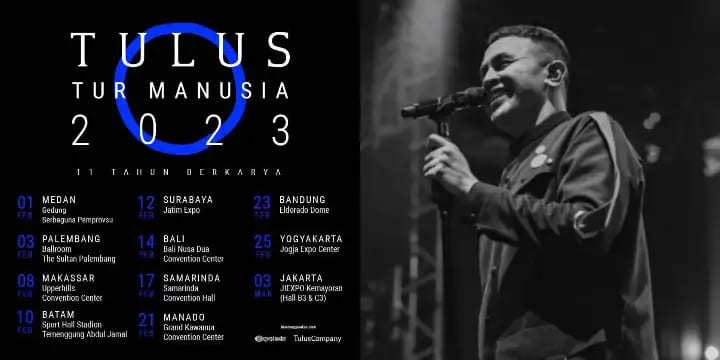 TULUS
TUR MANUSIA
2023
11 TAHUN BERKARYA
01 FEB
MEDAN
Gedung
Serbaguna Pemprovsu
03 FEB
PALEMBANG
Ballroom
The Sultan Palembang
08 FEB
MAKASSAR
Upperhills
Convention Center
10 FEB
BATAM
Sport Hall Stadion
Temenggung Abdul Jamal
12 FEB
SURABAYA
Jatim Expo
14 FEB
BALI
Bali Nusa Dua
Convention Center
17 FEB
SAMARINDA
Samarinda
Convention Hall
21 FEB
MANADO
Grand Kawanua
Convention Center
23 FEB
BANDUNG
Eldorado Dome
25 FEB
YOGYAKARTA
Jogja Expo Center
03 MAR
JAKARTA
JIEXPO Kemayoran
(Hall B3 & C3)
TulusCompany